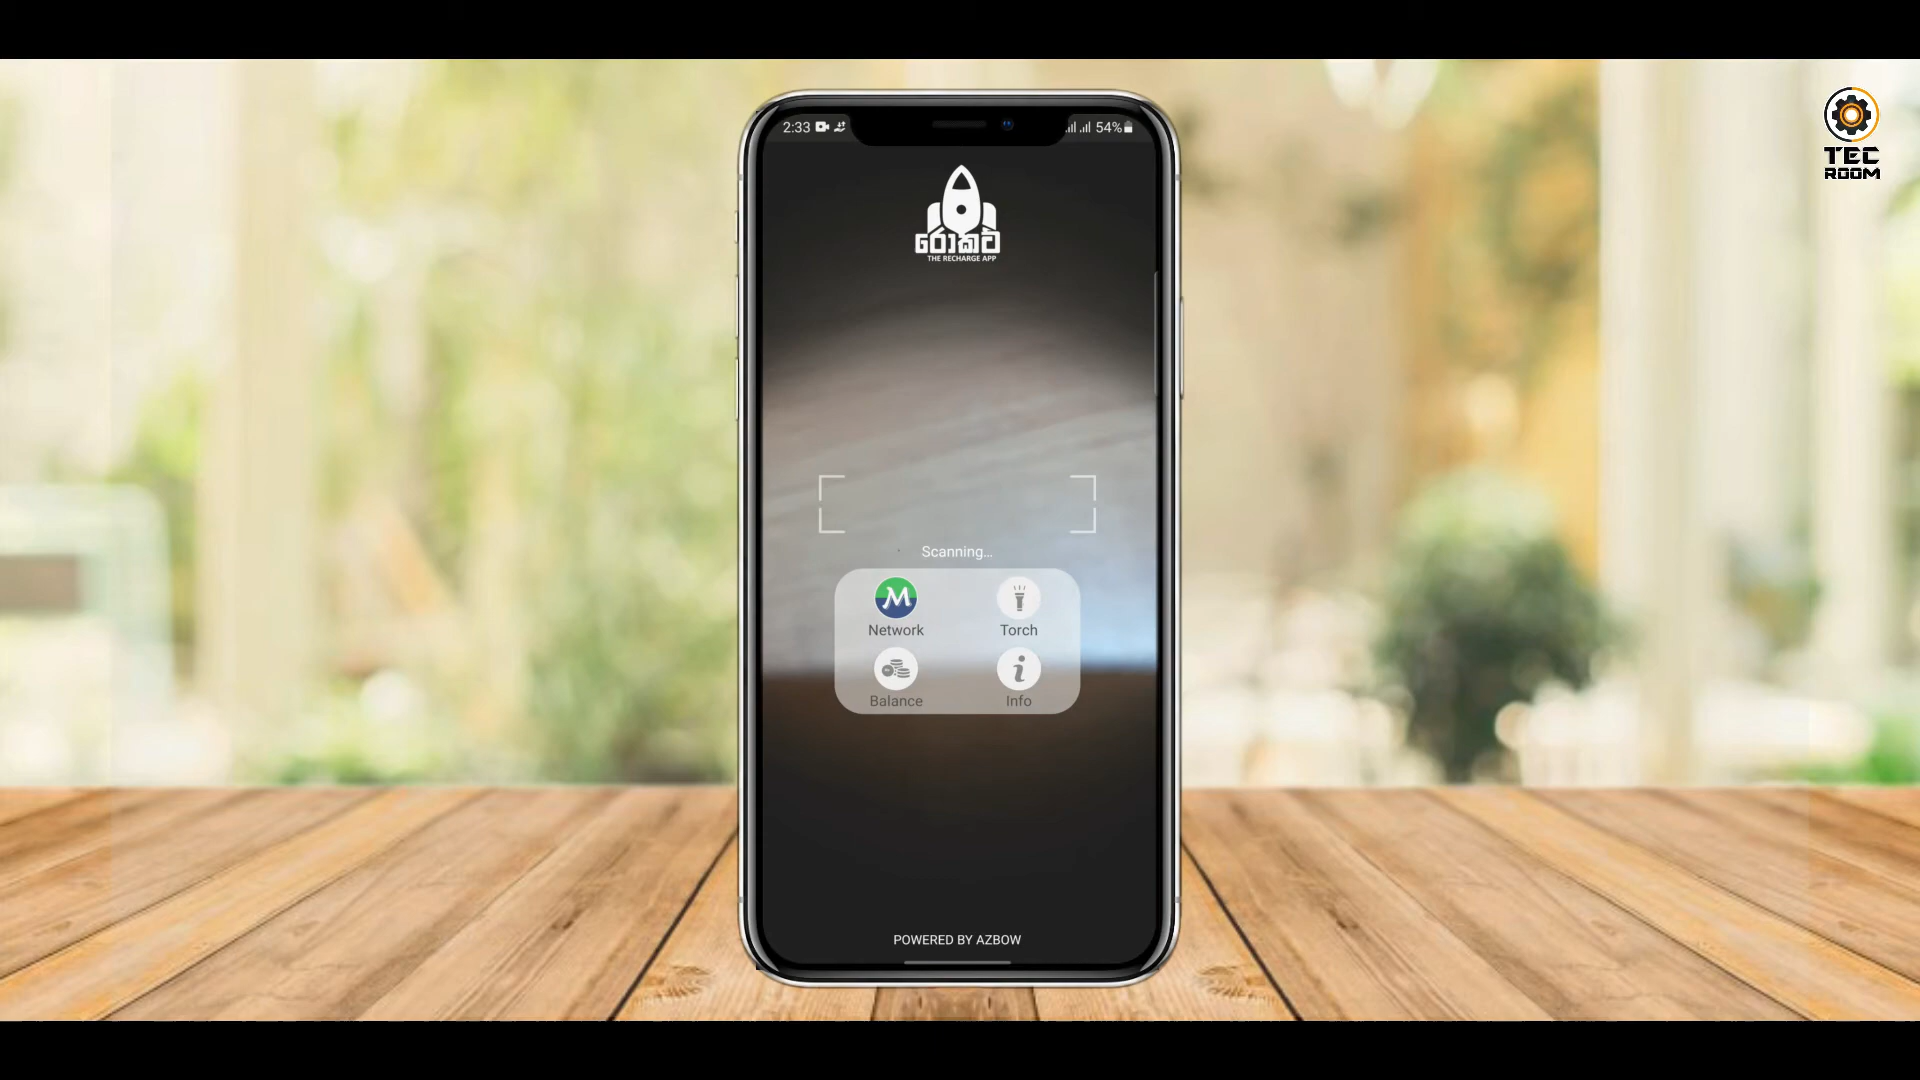 2:33
54%
TEC
ROOM
රොකට්
THE RECHARGE APP
Scanning...
Network
Torch
Balance
Info
POWERED BY AZBOW